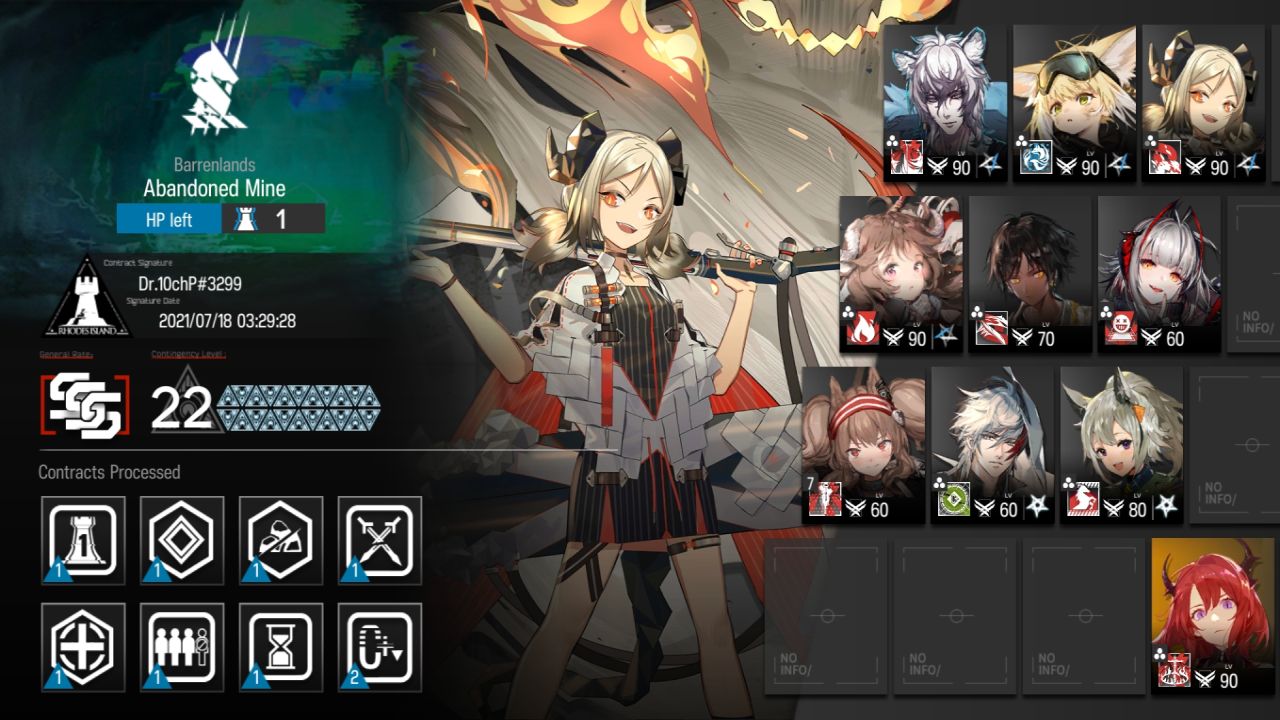 Barrenlands
Abandoned Mine
HP left 1
Contract Signature
Dr.10chP#3299
Signature Date
2021/07/18 03:29:28
RHODES ISLAND
General Rate:
Contingency Level:
22
Contracts Processed
1
1 1 1 1
1 1 1 2
LV 90
LV 90
LV 90
LV 90
LV 70
LV 60
NO
INFO/
7
LV 60
LV 60
LV 80
NO
INFO/
NO
INFO/
NO
INFO/
NO
INFO/
LV 90